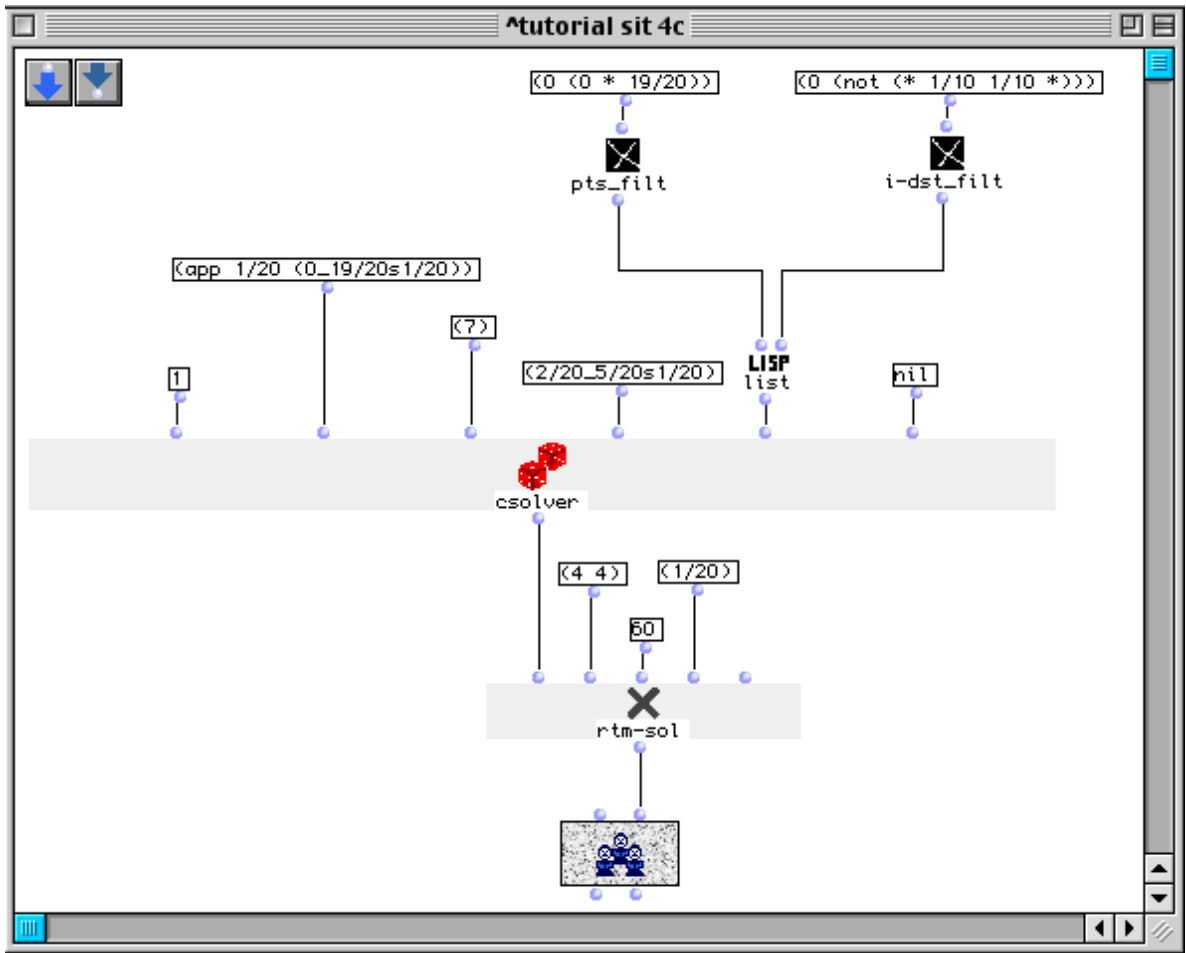 ^tutorial sit 4c
(0 (0 * 19/20))
(0 (not (* 1/10 1/10 *)))
pts_filt
i-dst_filt
(app 1/20 (0_19/20s1/20))
(7)
1
(2/20_5/20s1/20)
LISP
list
nil
csolver
(4 4)
(1/20)
60
rtm-sol